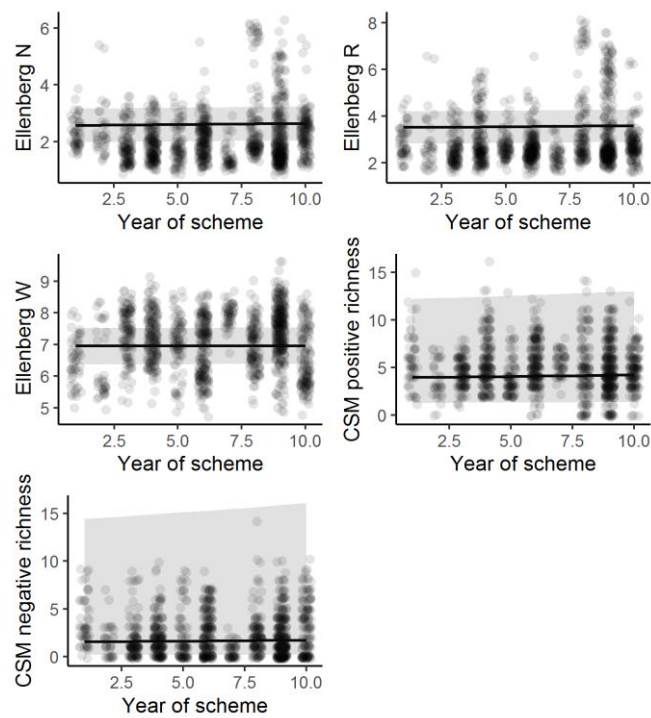 Ellenberg N
6
4
2
2.5 5.0 7.5 10.0
Year of scheme
Ellenberg R
8
6
4
2
2.5 5.0 7.5 10.0
Year of scheme
Ellenberg W
9
8
7
6
5
2.5 5.0 7.5 10.0
Year of scheme
CSM positive richness
15
10
5
0
2.5 5.0 7.5 10.0
Year of scheme
CSM negative richness
15
10
5
0
2.5 5.0 7.5 10.0
Year of scheme